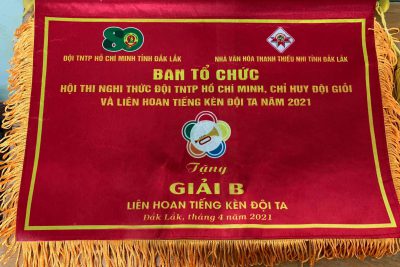 80
ĐỘI TNTP HỒ CHÍ MINH TỈNH ĐẮK LẮK
NHÀ VĂN HÓA THANH THIẾU NHI TỈNH ĐẮK LẮK
BAN TỔ CHỨC
HỘI THI NGHI THỨC ĐỘI TNTP HỒ CHÍ MINH, CHỈ HUY ĐỘI GIỎI
VÀ LIÊN HOAN TIẾNG KÈN ĐỘI TA NĂM 2021
Tặng
GIẢI B
LIÊN HOAN TIẾNG KÈN ĐỘI TA
Đắk Lắk, tháng 4 năm 2021